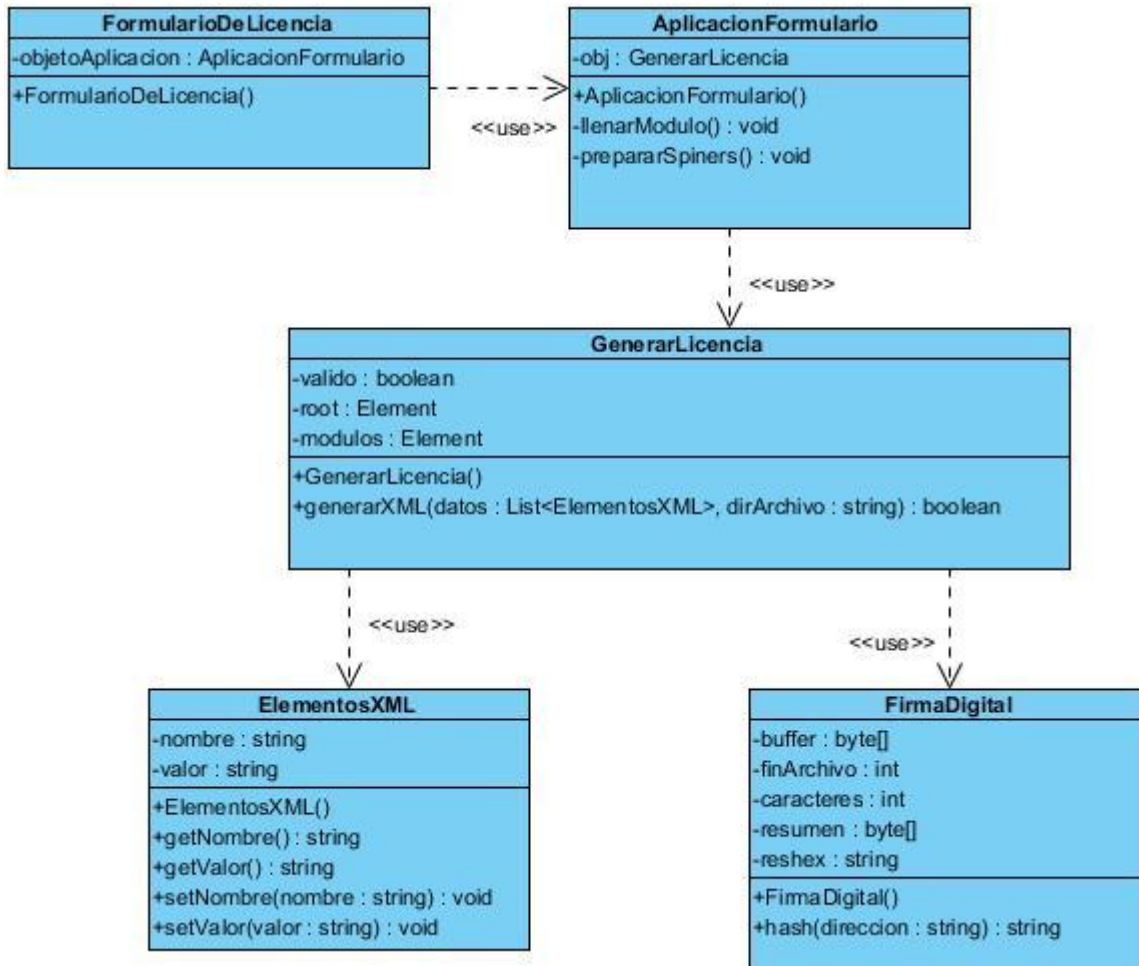 FormularioDeLicencia
-objetoAplicacion : AplicacionFormulario
+FormularioDeLicencia()
<<use>>
AplicacionFormulario
-obj : GenerarLicencia
+AplicacionFormulario()
-llenarModulo() : void
-prepararSpiners() : void
<<use>>
GenerarLicencia
-valido : boolean
-root : Element
-modulos : Element
+GenerarLicencia()
+generarXML(datos : List<ElementosXML>, dirArchivo : string) : boolean
<<use>>
<<use>>
ElementosXML
-nombre : string
-valor : string
+ElementosXML()
+getNombre() : string
+getValor() : string
+setNombre(nombre : string) : void
+setValor(valor : string) : void
FirmaDigital
-buffer : byte[]
-finArchivo : int
-caracteres : int
-resumen : byte[]
-reshex : string
+FirmaDigital()
+hash(direccion : string) : string